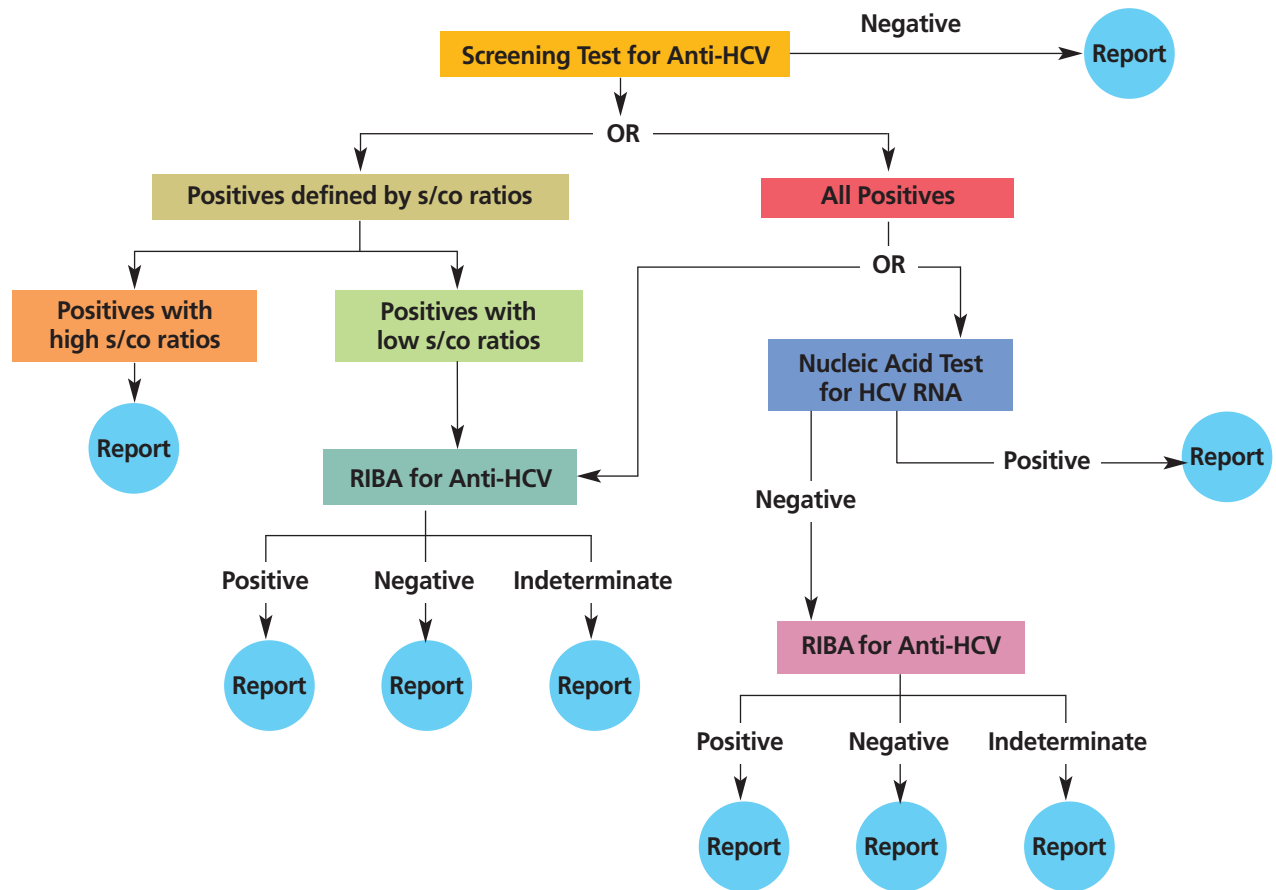 Negative
Screening Test for Anti-HCV
Report
OR
Positives defined by s/co ratios
All Positives
OR
Positives with
high s/co ratios
Positives with
low s/co ratios
Nucleic Acid Test
for HCV RNA
Report
Report
Positive
RIBA for Anti-HCV
Negative
Positive
Negative
Indeterminate
Report
Report
Report
RIBA for Anti-HCV
Positive
Negative
Indeterminate
Report
Report
Report